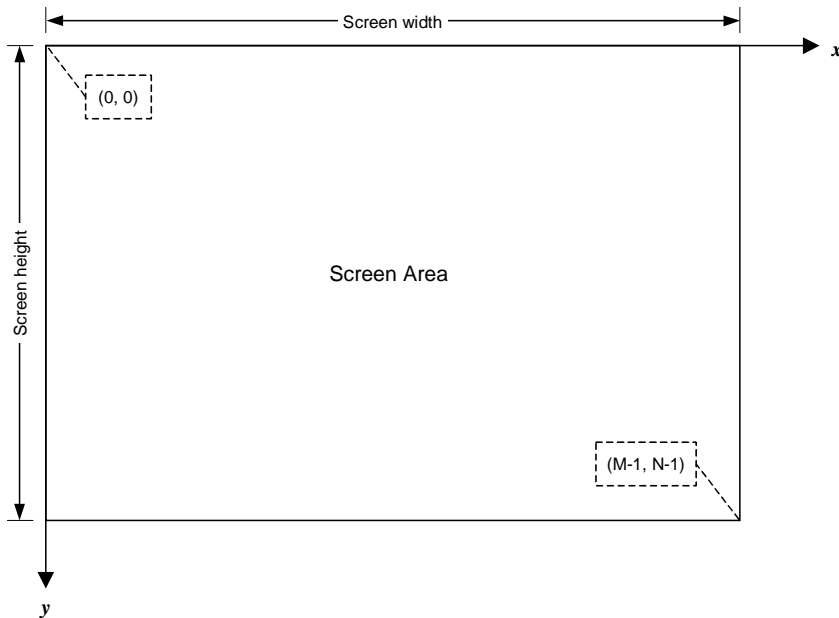 Screen width
x
(0, 0)
Screen height
Screen Area
(M-1, N-1)
y